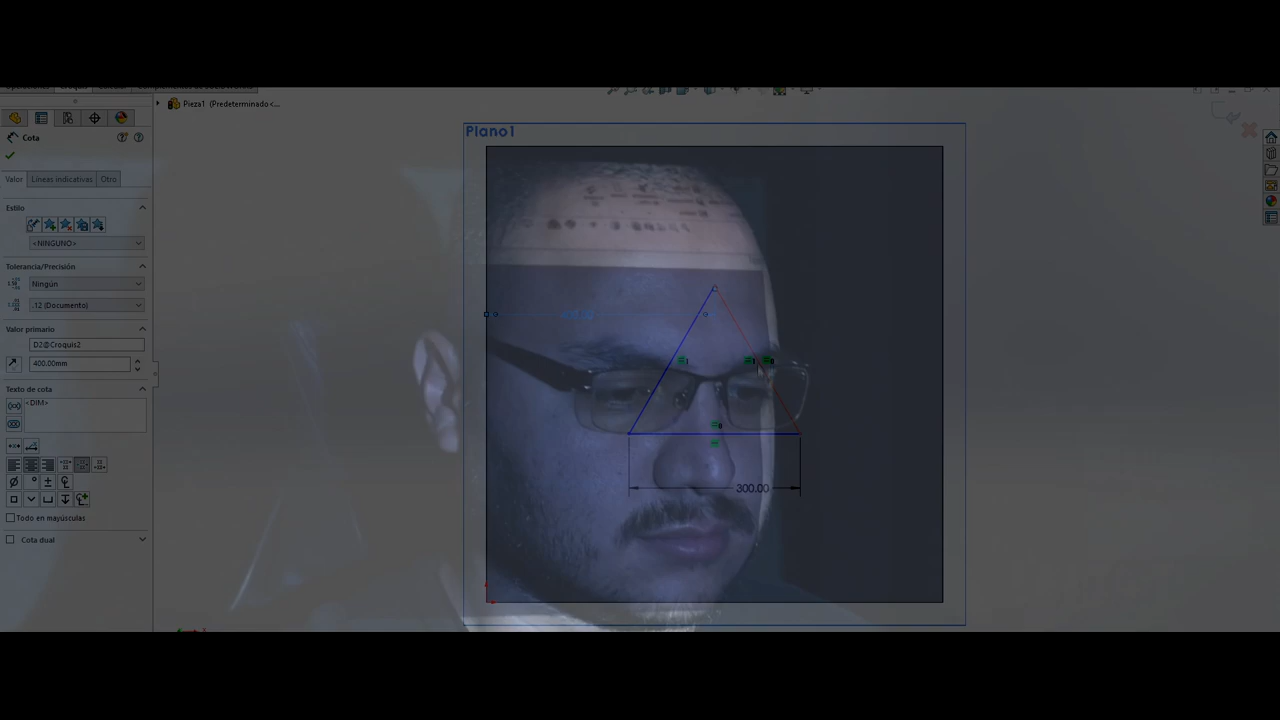 Pieza1 (Predeterminado<...
Cota
Valor
Líneas indicativas
Otro
Plano1
Estilo
<NINGUNO>
Tolerancia/Precisión
Ningún
.12 (Documento)
Valor primario
D2@Croquis2
400.00mm
Texto de cota
<DIM>
300.00
Todo en mayúsculas
Cota dual